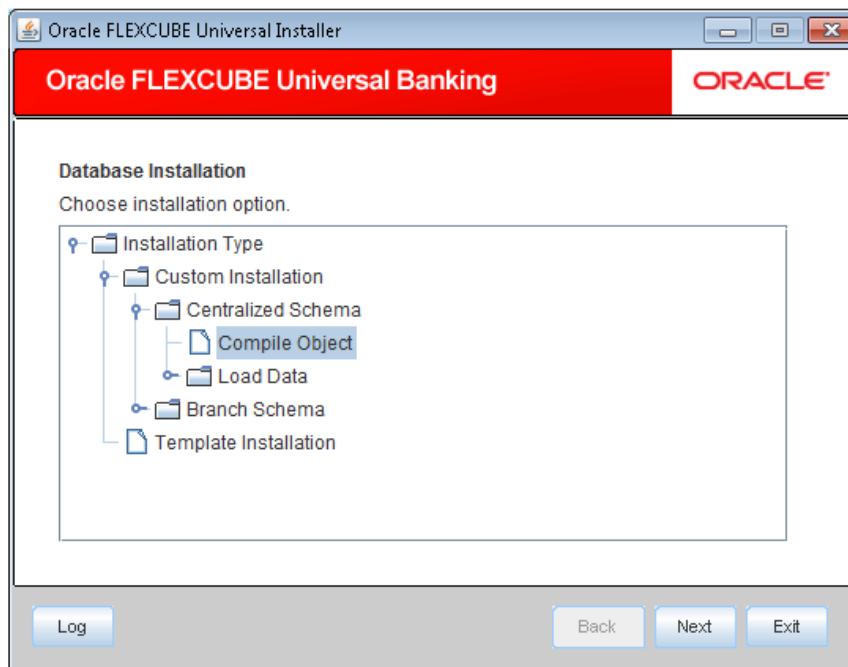 Oracle FLEXCUBE Universal Installer
Oracle FLEXCUBE Universal Banking
ORACLE
Database Installation
Choose installation option.
Installation Type
Custom Installation
Centralized Schema
Compile Object
Load Data
Branch Schema
Template Installation
Log
Back
Next
Exit